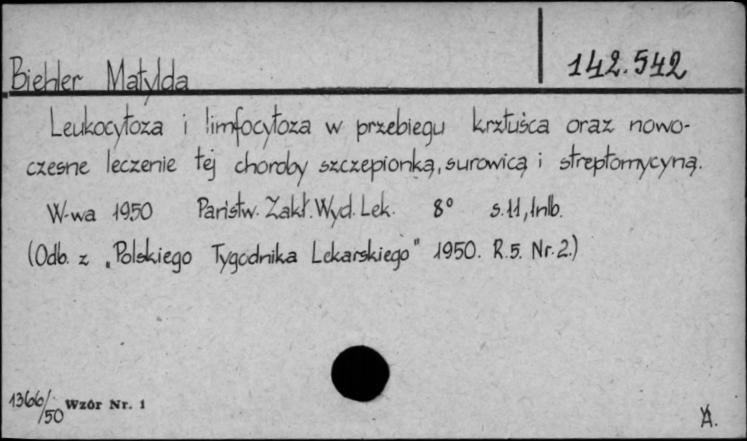 Biehler Matylda
142.542
Leukocytoza i limfocytoza w przebiegu krztuśca oraz nowo-
czesne leczenie tej choroby szczepionką, surowicą i streptomycyną.
W-wa 1950 Państw. Zakł. Wyd. Lek. 8° s. 11, 1nlb.
(Odb. z „Polskiego Tygodnika Lekarskiego" 1950. R. 5. Nr. 2.)
1366/50 Wzór Nr. 1